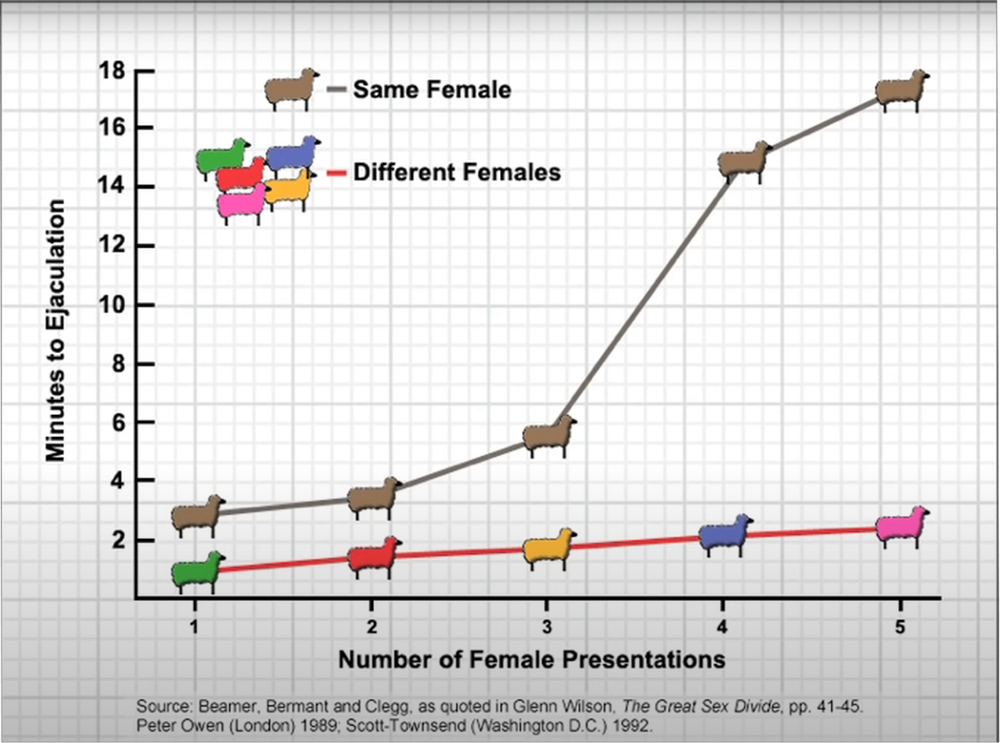 18
Same Female
16
Different Females
14
12
10
8
6
4
2
Minutes to Ejaculation
1 2 3 4 5
Number of Female Presentations
Source: Beamer, Bermant and Clegg, as quoted in Glenn Wilson, The Great Sex Divide, pp. 41-45.
Peter Owen (London) 1989; Scott-Townsend (Washington D.C.) 1992.